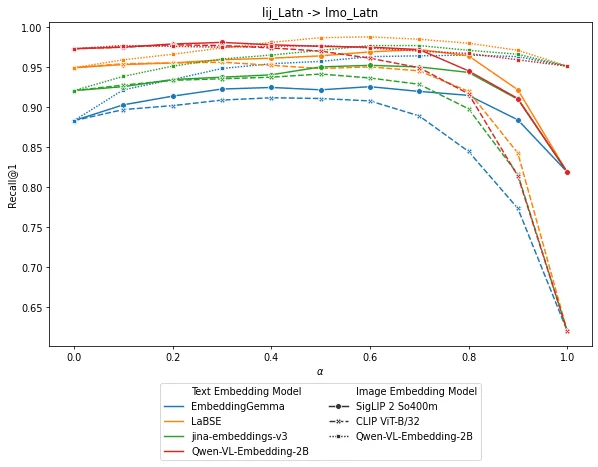 lij_Latn -> lmo_Latn
1.00
0.95
0.90
0.85
0.80
0.75
0.70
0.65
Recall@1
0.0 0.2 0.4 0.6 0.8 1.0
α
Text Embedding Model
EmbeddingGemma
LaBSE
jina-embeddings-v3
Qwen-VL-Embedding-2B
Image Embedding Model
SigLIP 2 So400m
CLIP ViT-B/32
Qwen-VL-Embedding-2B